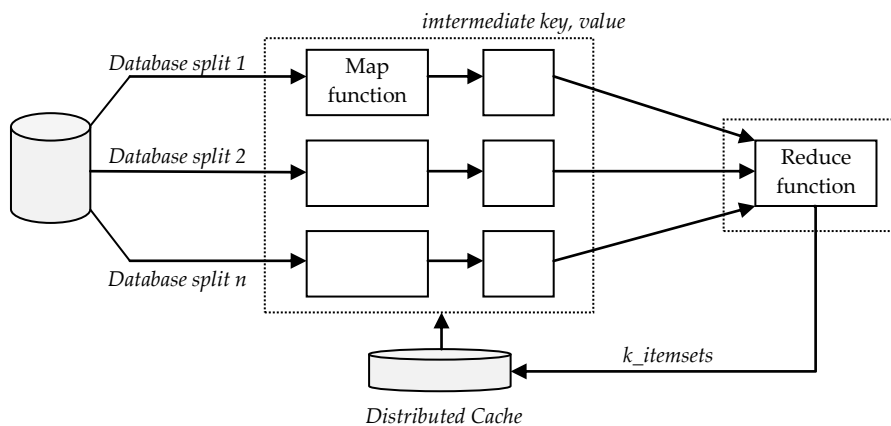 imtermediate key, value
Database split 1
Map
function
Database split 2
Reduce
function
Database split n
k_itemsets
Distributed Cache